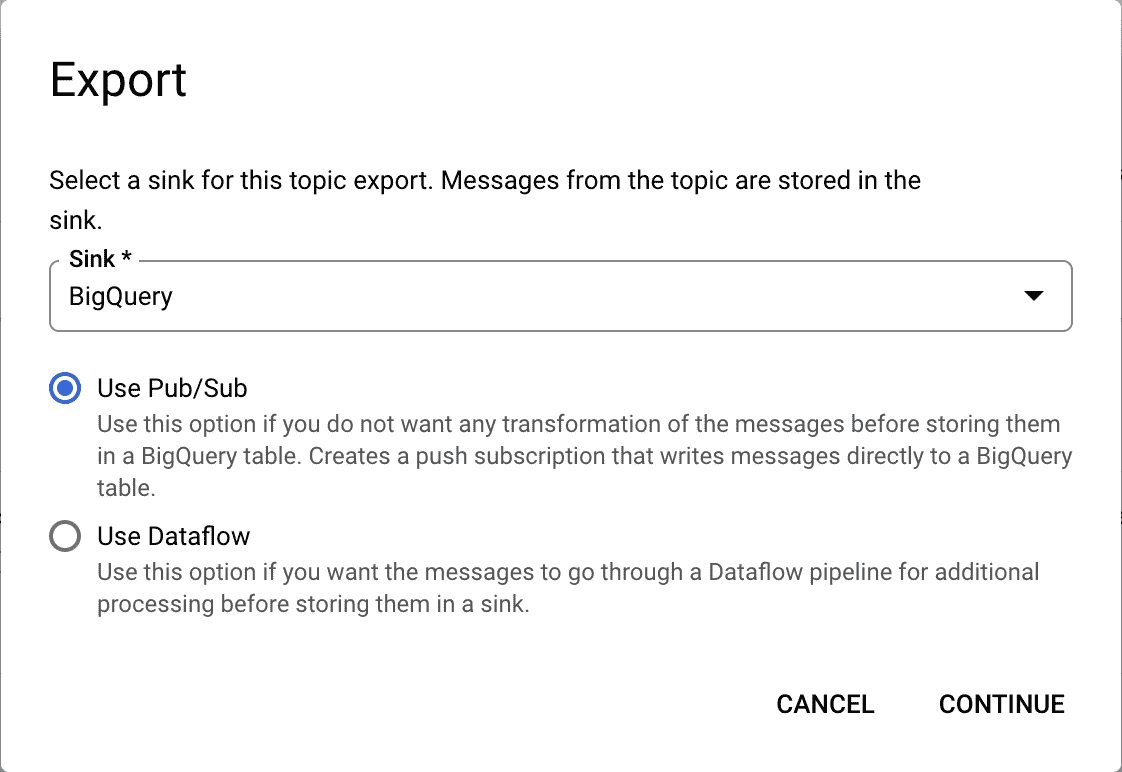 Export
Select a sink for this topic export. Messages from the topic are stored in the
sink.
Sink *
BigQuery
Use Pub/Sub
Use this option if you do not want any transformation of the messages before storing them
in a BigQuery table. Creates a push subscription that writes messages directly to a BigQuery
table.
Use Dataflow
Use this option if you want the messages to go through a Dataflow pipeline for additional
processing before storing them in a sink.
CANCEL CONTINUE